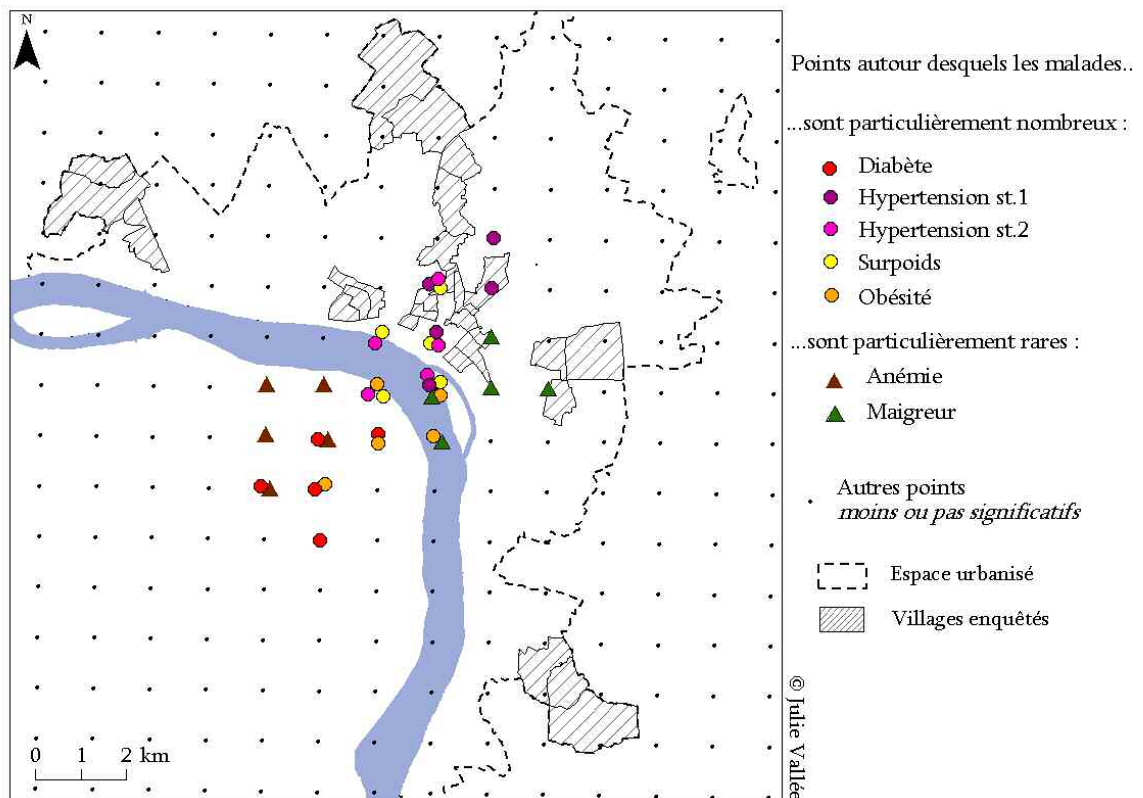 N
Points autour desquels les malades..
...sont particulièrement nombreux :
Diabète
Hypertension st.1
Hypertension st.2
Surpoids
Obésité
...sont particulièrement rares :
Anémie
Maigreur
Autres points
moins ou pas significatifs
Espace urbanisé
Villages enquêtés
© Julie Vallée
0 1 2 km